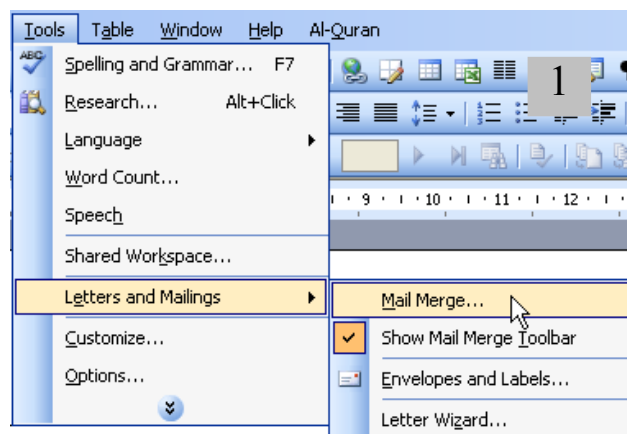 Tools Table Window Help Al-Quran
ABC Spelling and Grammar... F7
1
Research... Alt+Click
Language
Word Count...
9 10 11 12
Speech
Shared Workspace...
Letters and Mailings Mail Merge...
Customize... Show Mail Merge Toolbar
Options... Envelopes and Labels...
Letter Wizard...